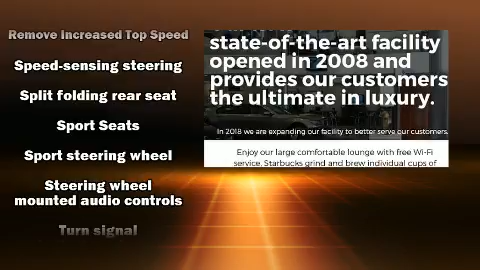 Remove Increased Top Speed
Speed-sensing steering
Split folding rear seat
Sport Seats
Sport steering wheel
Steering wheel
mounted audio controls
Turn signal
state-of-the-art facility
opened in 2008 and
provides our customers
the ultimate in luxury.
In 2018 we are expanding our facility to better serve our customers.
Enjoy our large comfortable lounge with free Wi-Fi
service, Starbucks grind and brew individual cups of